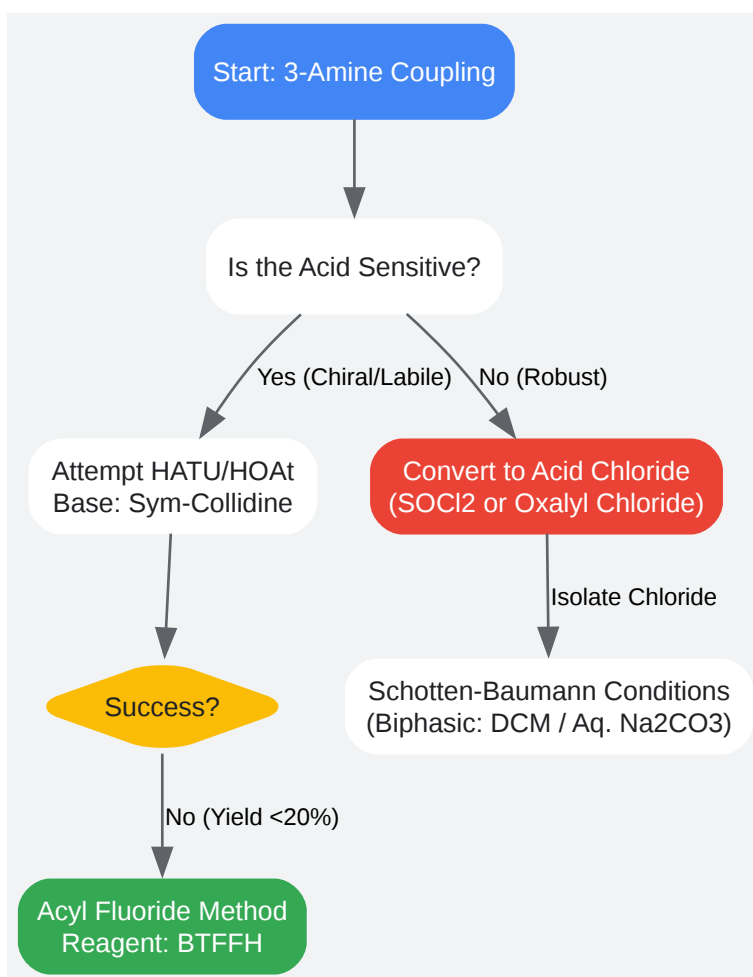 Start: 3-Amine Coupling
Is the Acid Sensitive?
Yes (Chiral/Labile)
No (Robust)
Attempt HATU/HOAt
Base: Sym-Collidine
Convert to Acid Chloride
(SOCl2 or Oxalyl Chloride)
Isolate Chloride
Schotten-Baumann Conditions
(Biphasic: DCM / Aq. Na2CO3)
Success?
No (Yield <20%)
Acyl Fluoride Method
Reagent: BTFFH